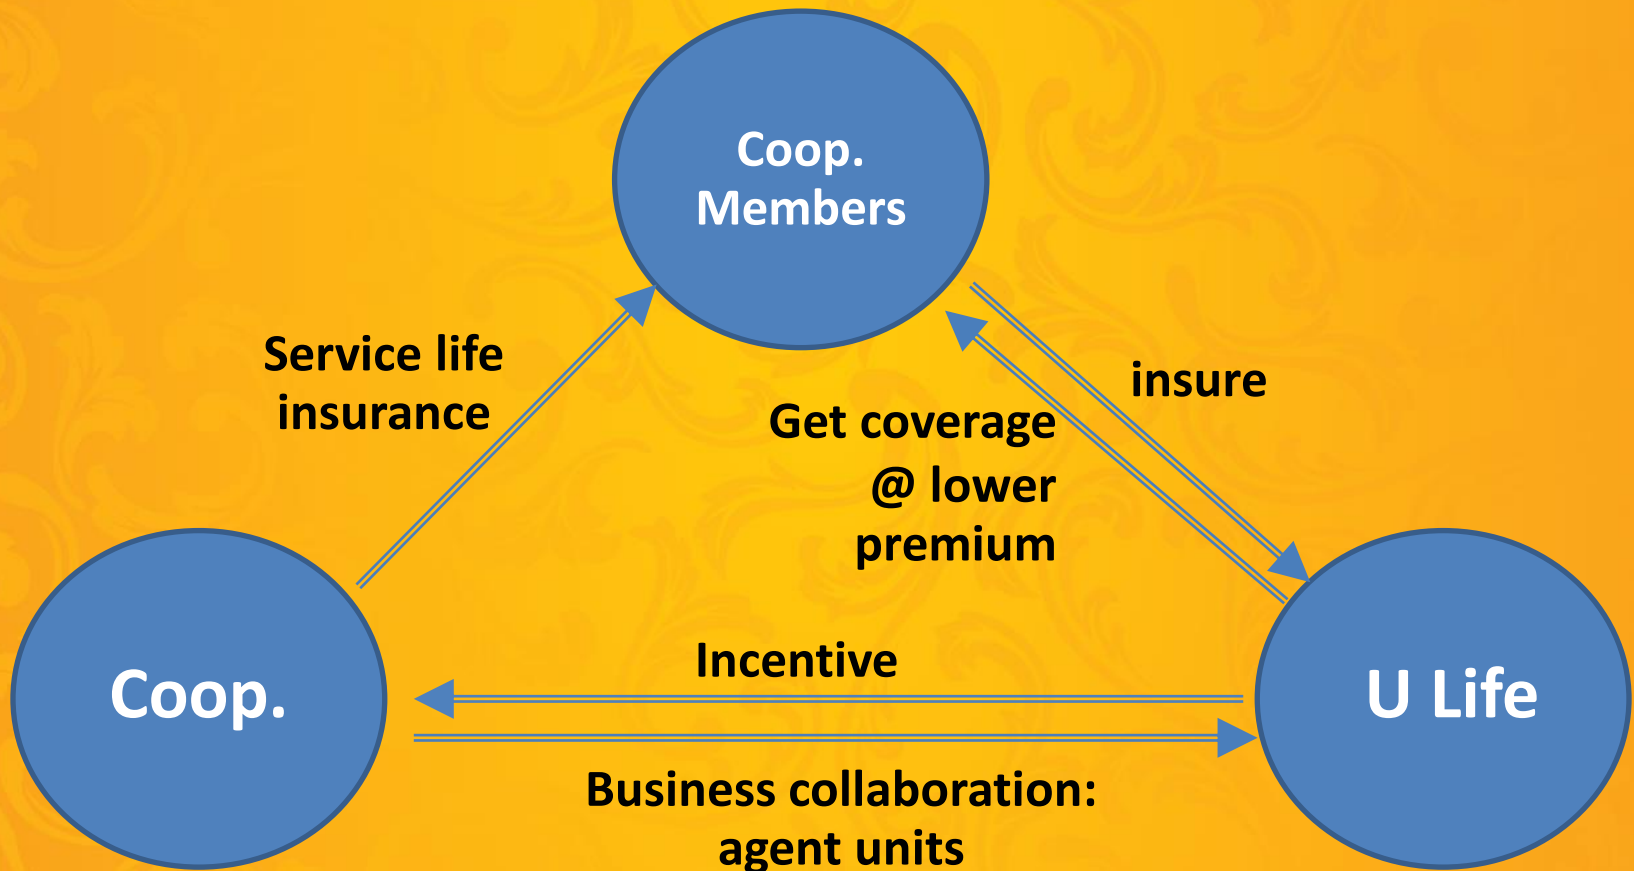 Coop.
Members
Service life
insurance
insure
Get coverage
@ lower
premium
Incentive
Coop.
U Life
Business collaboration:
agent units